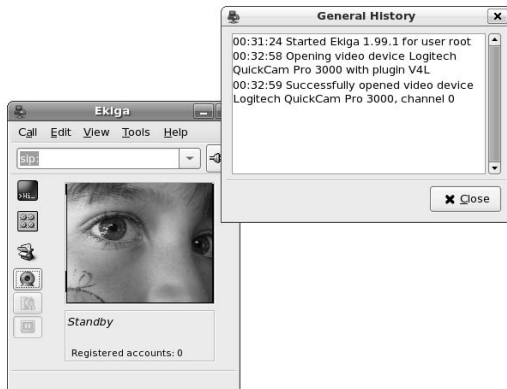 General History
00:31:24 Started Ekiga 1.99.1 for user root
00:32:58 Opening video device Logitech
QuickCam Pro 3000 with plugin V4L
00:32:59 Successfully opened video device
Logitech QuickCam Pro 3000, channel 0
Close
Ekiga
Call Edit View Tools Help
sip:
Standby
Registered accounts: 0